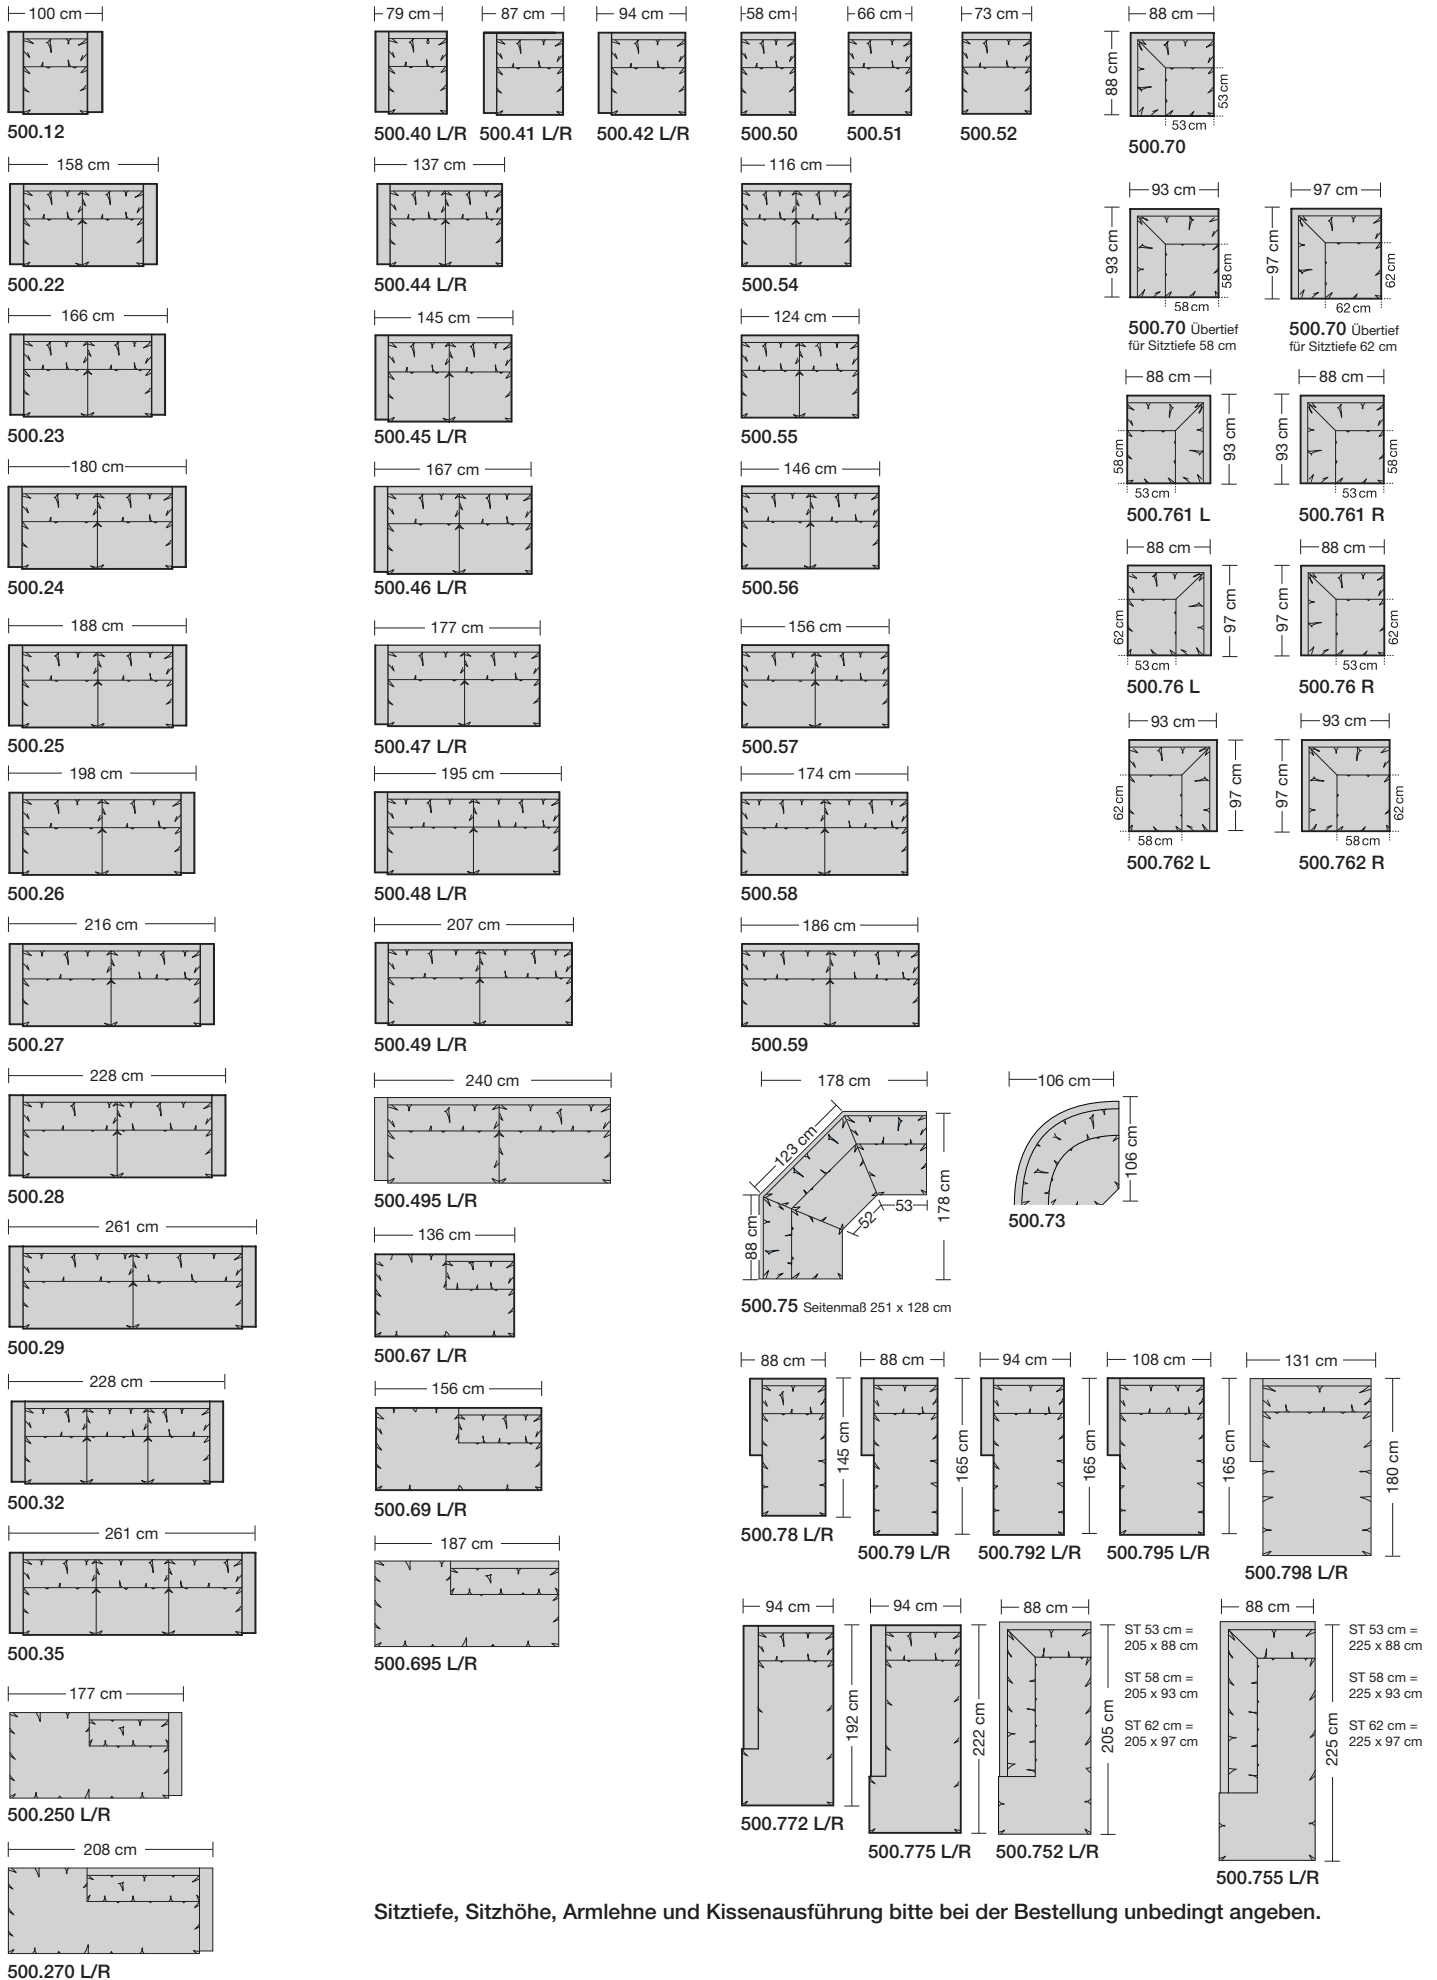 100 cm
500.12
158 cm
500.22
166 cm
500.23
180 cm
500.24
188 cm
500.25
198 cm
500.26
216 cm
500.27
228 cm
500.28
261 cm
500.29
228 cm
500.32
261 cm
500.35
177 cm
500.250 L/R
208 cm
500.270 L/R
79 cm
500.40 L/R
87 cm
500.41 L/R
94 cm
500.42 L/R
137 cm
500.44 L/R
145 cm
500.45 L/R
167 cm
500.46 L/R
177 cm
500.47 L/R
195 cm
500.48 L/R
207 cm
500.49 L/R
240 cm
500.495 L/R
136 cm
500.67 L/R
156 cm
500.69 L/R
187 cm
500.695 L/R
58 cm
500.50
66 cm
500.51
73 cm
500.52
116 cm
500.54
124 cm
500.55
146 cm
500.56
156 cm
500.57
174 cm
500.58
186 cm
500.59
88 cm
88 cm
53 cm
53 cm
500.70
93 cm
93 cm
58 cm
58 cm
500.70 Übertief
für Sitztiefe 58 cm
97 cm
97 cm
62 cm
62 cm
500.70 Übertief
für Sitztiefe 62 cm
88 cm
58 cm
93 cm
53 cm
500.761 L
88 cm
93 cm
58 cm
53 cm
500.761 R
88 cm
62 cm
97 cm
53 cm
500.76 L
88 cm
97 cm
62 cm
53 cm
500.76 R
93 cm
62 cm
97 cm
58 cm
500.762 L
93 cm
97 cm
62 cm
58 cm
500.762 R
178 cm
123 cm
88 cm
52
53
178 cm
500.75 Seitenmaß 251 x 128 cm
106 cm
106 cm
500.73
88 cm
145 cm
500.78 L/R
88 cm
165 cm
500.79 L/R
94 cm
165 cm
500.792 L/R
108 cm
165 cm
500.795 L/R
131 cm
180 cm
500.798 L/R
94 cm
192 cm
500.772 L/R
94 cm
222 cm
500.775 L/R
88 cm
205 cm
500.752 L/R
ST 53 cm =
205 x 88 cm
ST 58 cm =
205 x 93 cm
ST 62 cm =
205 x 97 cm
88 cm
225 cm
500.755 L/R
ST 53 cm =
225 x 88 cm
ST 58 cm =
225 x 93 cm
ST 62 cm =
225 x 97 cm
Sitztiefe, Sitzhöhe, Armlehne und Kissenausführung bitte bei der Bestellung unbedingt angeben.